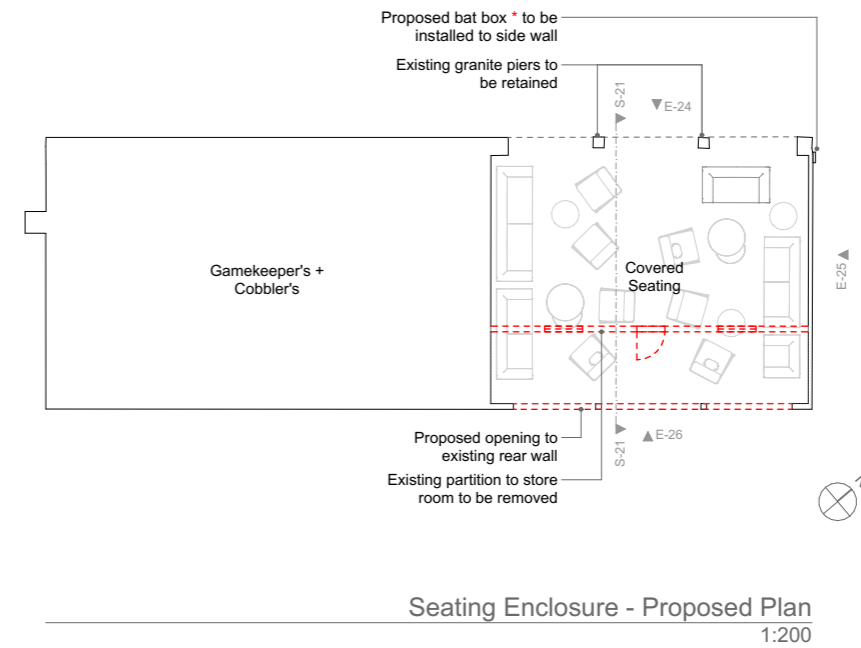 Proposed bat box * to be
installed to side wall
Existing granite piers to
be retained
S-21
E-24
Gamekeeper's +
Cobbler's
Covered
Seating
E-25
Proposed opening to
existing rear wall
Existing partition to store
room to be removed
S-21
E-26
Seating Enclosure - Proposed Plan
1:200